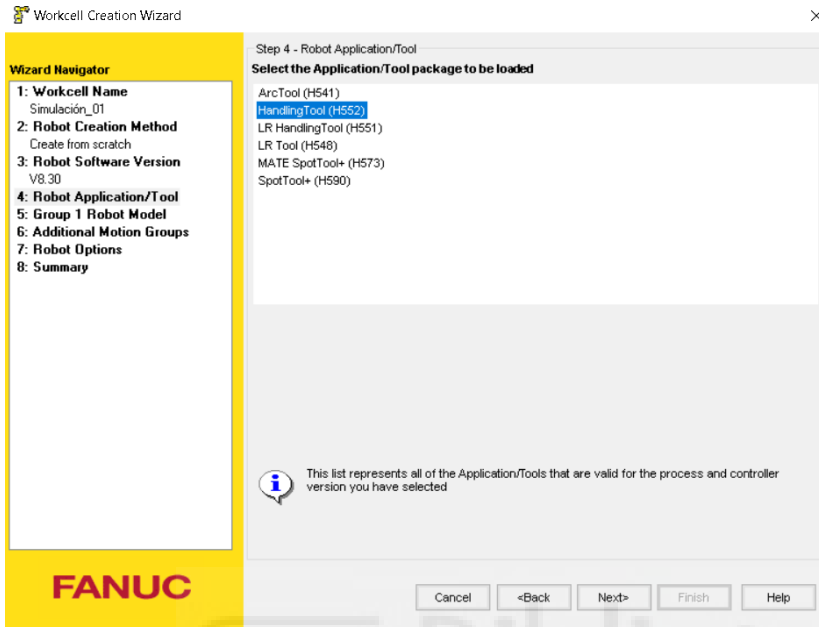 Workcell Creation Wizard
Wizard Navigator
1: Workcell Name
Simulación_01
2: Robot Creation Method
Create from scratch
3: Robot Software Version
V8.30
4: Robot Application/Tool
5: Group 1 Robot Model
6: Additional Motion Groups
7: Robot Options
8: Summary
FANUC
Step 4 - Robot Application/Tool
Select the Application/Tool package to be loaded
ArcTool (H541)
HandlingTool (H552)
LR HandlingTool (H551)
LR Tool (H548)
MATE SpotTool+ (H573)
SpotTool+ (H590)
This list represents all of the Application/Tools that are valid for the process and controller
version you have selected
Cancel
<Back
Next>
Finish
Help